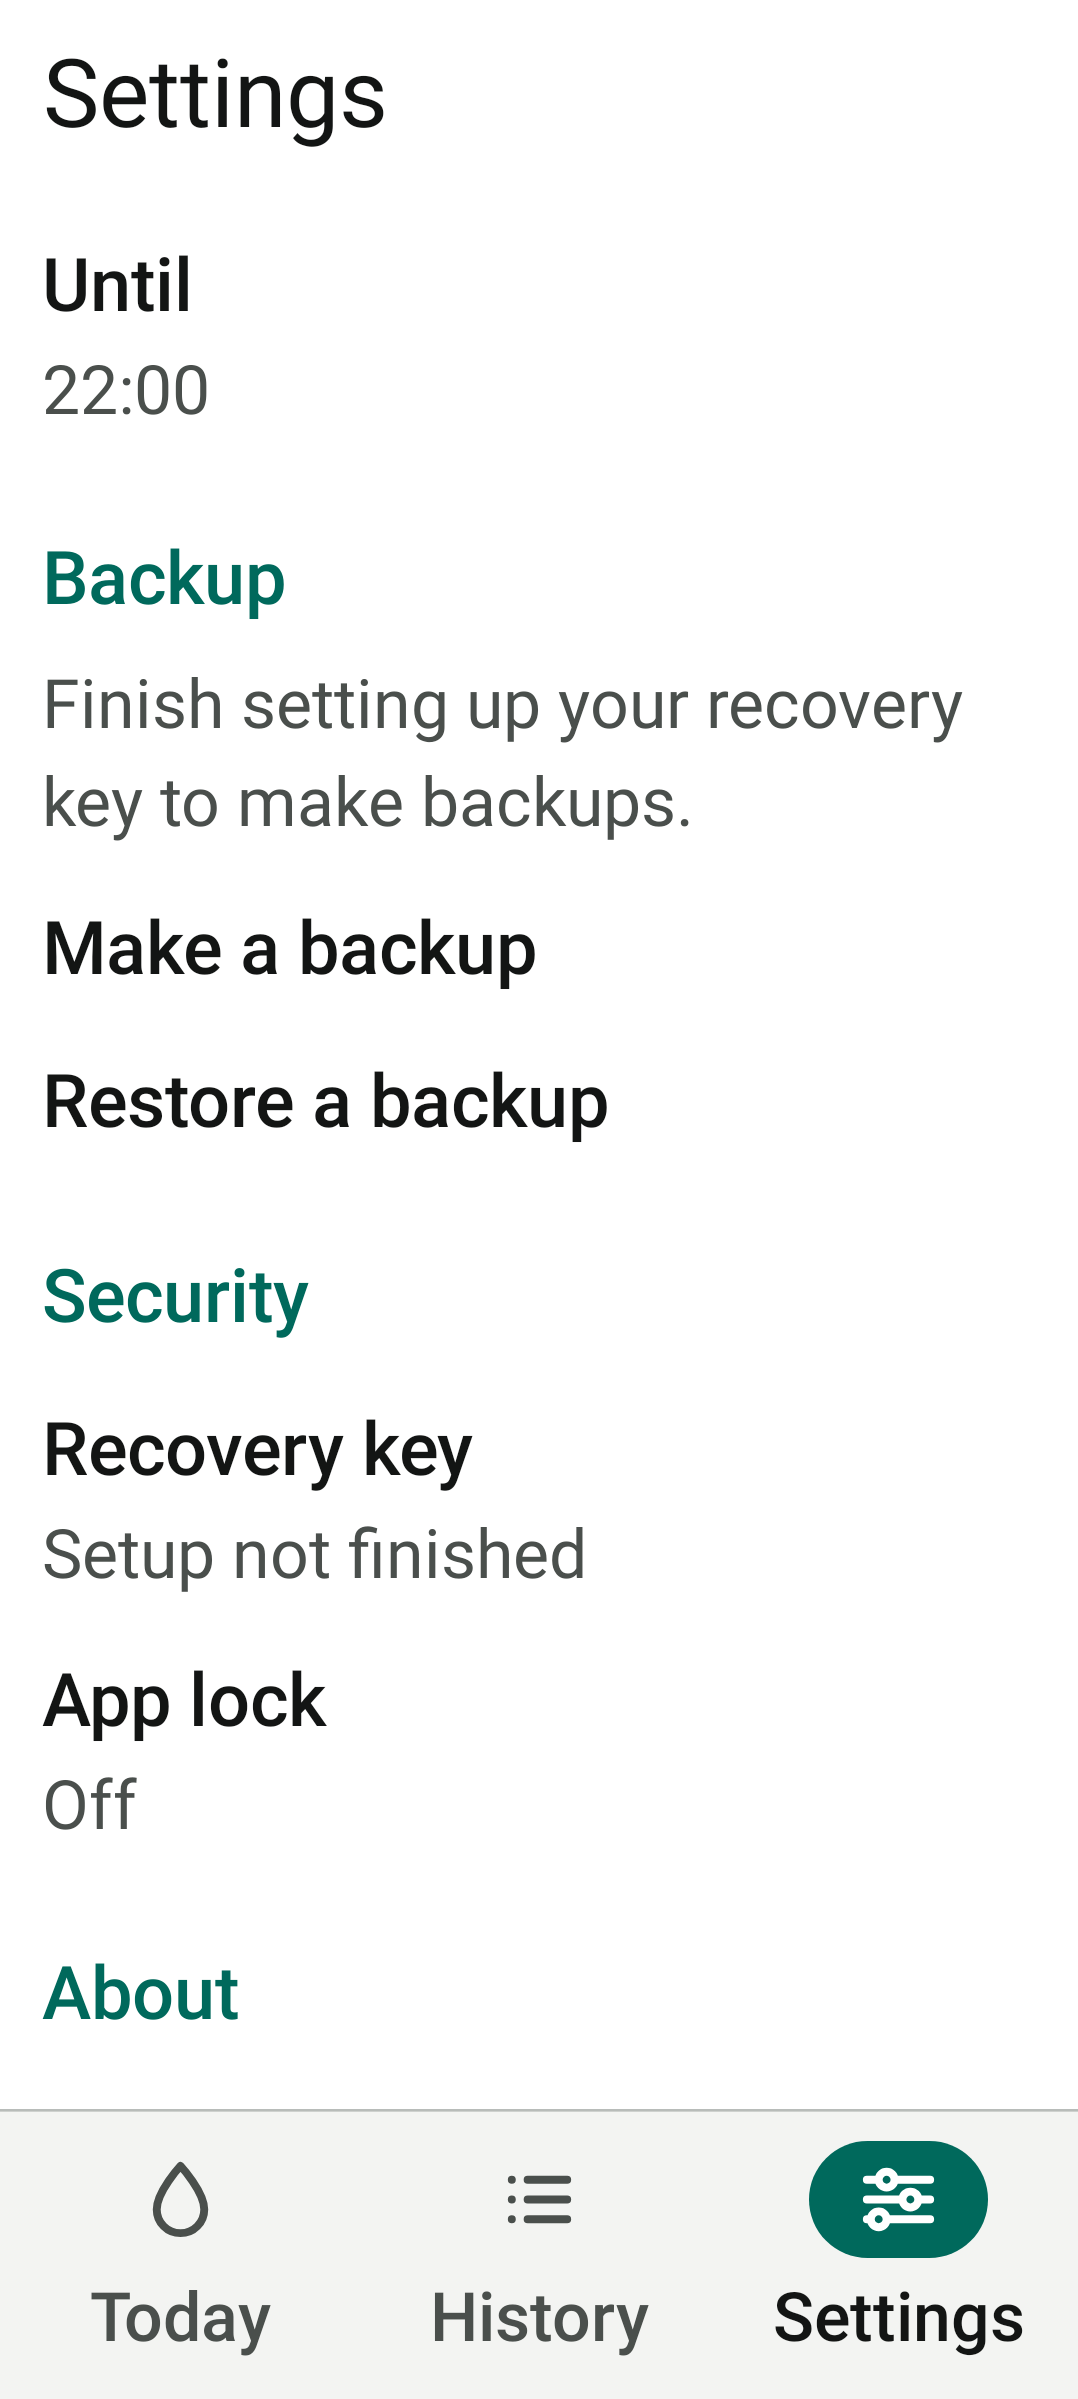 Settings
Until
22:00
Backup
Finish setting up your recovery
key to make backups.
Make a backup
Restore a backup
Security
Recovery key
Setup not finished
App lock
Off
About
Today
History
Settings